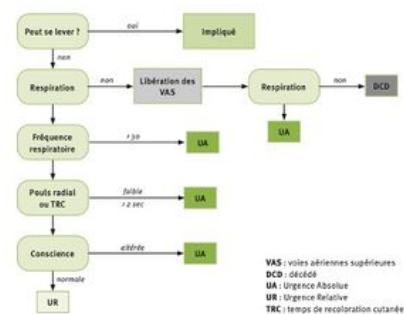 Peut se lever ?
oui
Impliqué
non
Respiration
non
Libération des
VAS
Respiration
non
DCD
UA
Fréquence
respiratoire
> 30
UA
Pouls radial
ou TRC
faible
> 2 sec
UA
Conscience
altérée
UA
normale
UR
VAS : voies aériennes supérieures
DCD : décédé
UA : Urgence Absolue
UR : Urgence Relative
TRC : temps de recoloration cutanée